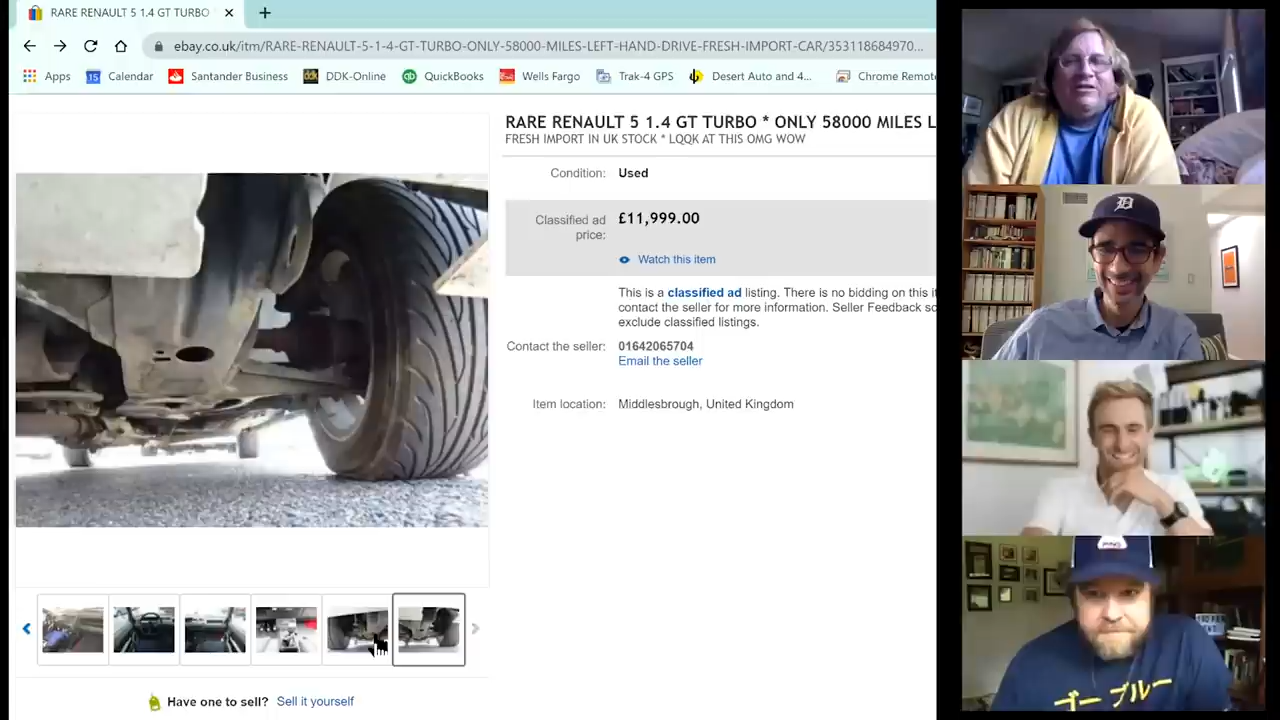 RARE RENAULT 5 1.4 GT TURBO
ebay.co.uk/itm/RARE-RENAULT-5-1-4-GT-TURBO-ONLY-58000-MILES-LEFT-HAND-DRIVE-FRESH-IMPORT-CAR/353118684970...
Apps Calendar Santander Business DDK-Online QuickBooks Wells Fargo Trak-4 GPS Desert Auto and 4... Chrome Remote
RARE RENAULT 5 1.4 GT TURBO * ONLY 58000 MILES L
FRESH IMPORT IN UK STOCK * LQQK AT THIS OMG WOW
Condition: Used
Classified ad price: £11,999.00
Watch this item
This is a classified ad listing. There is no bidding on this it
contact the seller for more information. Seller Feedback sc
exclude classified listings.
Contact the seller: 01642065704
Email the seller
Item location: Middlesbrough, United Kingdom
Have one to sell? Sell it yourself
D
ゴーブルー